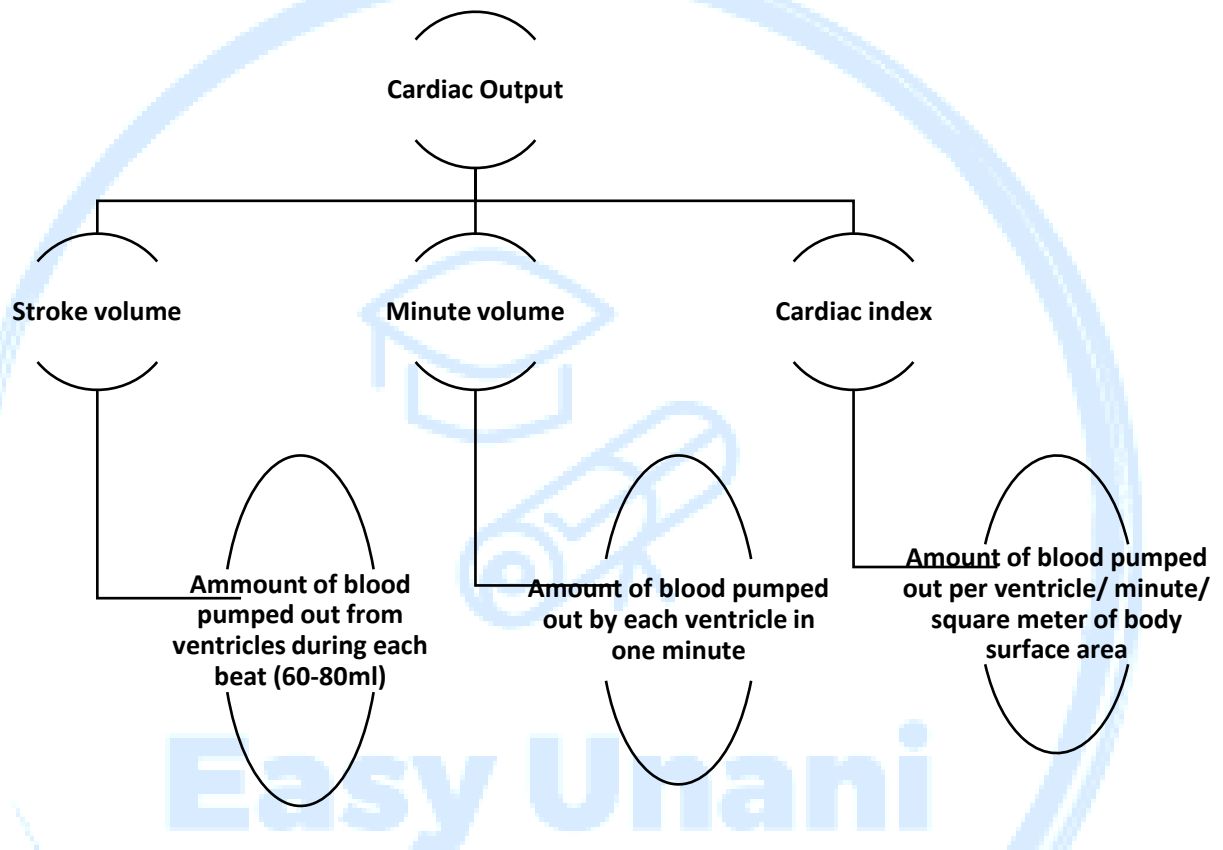 Cardiac Output
Stroke volume
Minute volume
Cardiac index
Ammount of blood
pumped out from
ventricles during each
beat (60-80ml)
Amount of blood pumped
out by each ventricle in
one minute
Amount of blood pumped
out per ventricle/ minute/
square meter of body
surface area
Easy Unani